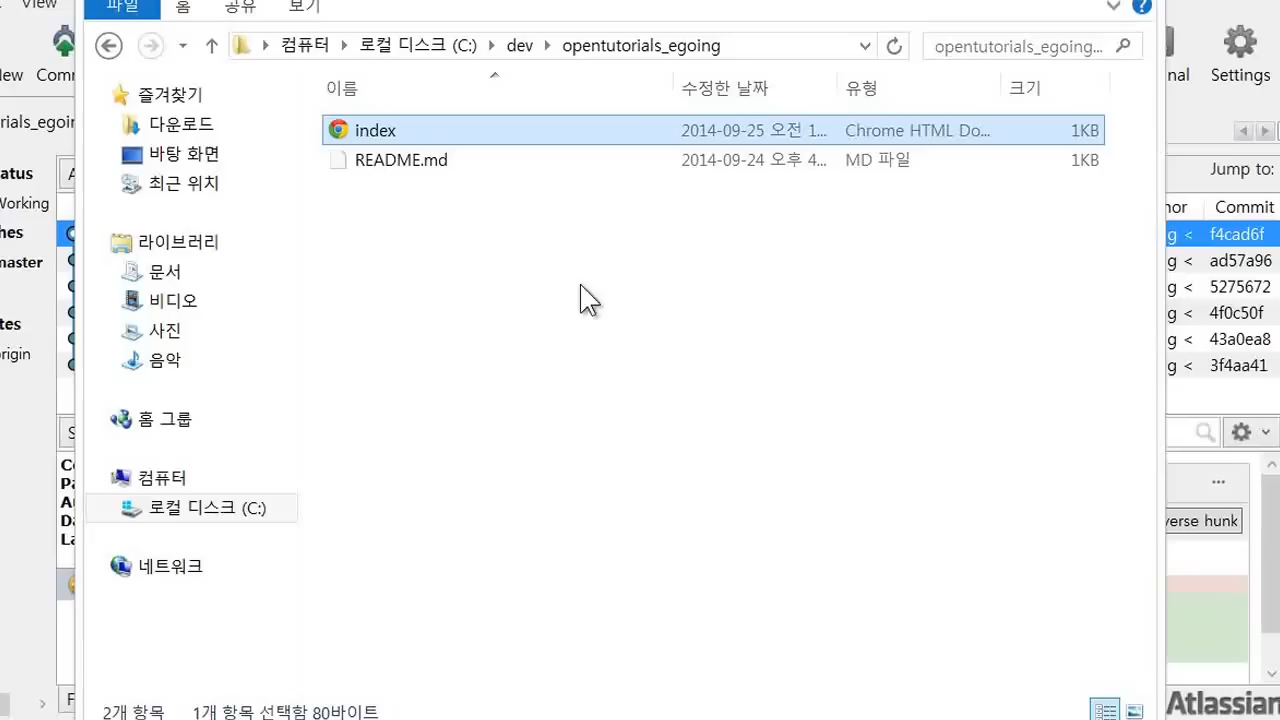 View
파일 홈 공유 보기
컴퓨터 로컬 디스크 (C:) dev opentutorials_egoing
opentutorials_egoing...
Settings
이름 수정한 날짜 유형 크기
즐겨찾기
index 2014-09-25 오전 1... Chrome HTML Do... 1KB
다운로드
README.md 2014-09-24 오후 4... MD 파일 1KB
바탕 화면
최근 위치
라이브러리
문서
비디오
사진
음악
홈 그룹
컴퓨터
로컬 디스크 (C:)
네트워크
2개 항목 1개 항목 선택함 80바이트
Working
master
Jump to:
Commit
g < f4cad6f
g < ad57a96
g < 5275672
g < 4f0c50f
g < 43a0ea8
g < 3f4aa41
verse hunk
Atlassian